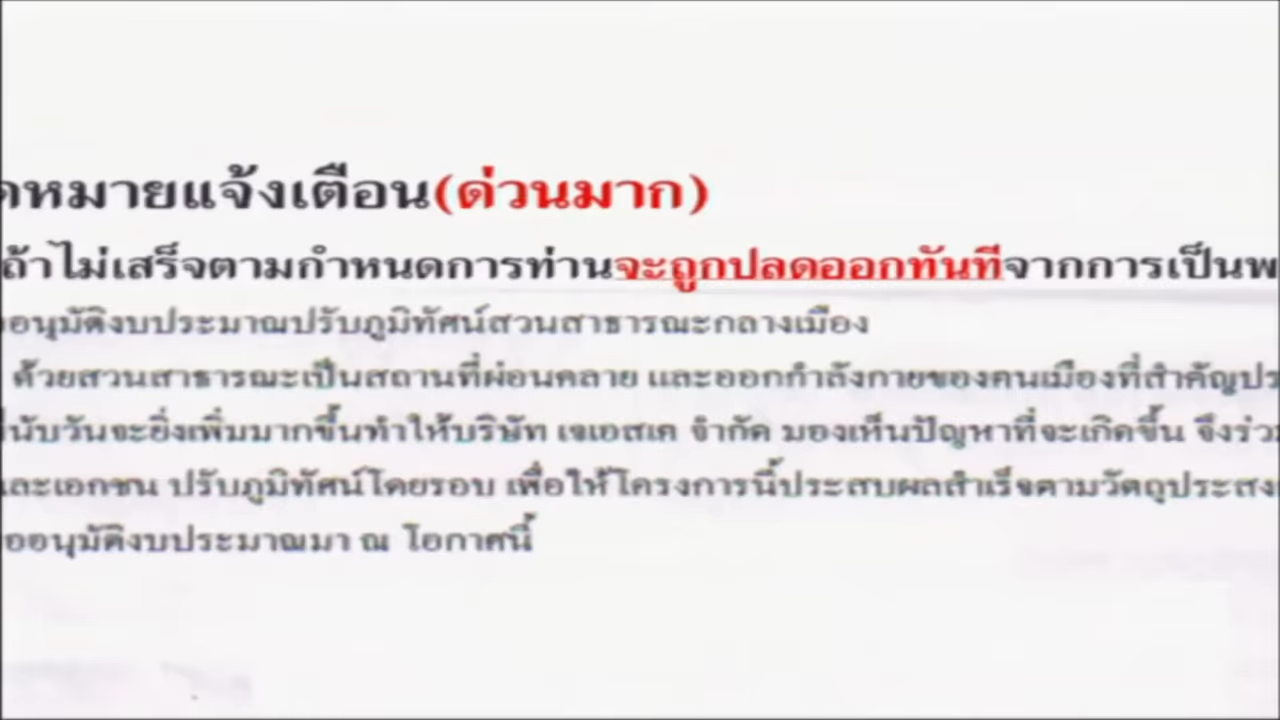 ดหมายแจ้งเตือน(ด่วนมาก)
ถ้าไม่เสร็จตามกำหนดการท่านจะถูกปลดออกทันทีจากการเป็นพ
ออนุมัติงบประมาณปรับภูมิทัศน์สวนสาธารณะกลางเมือง
ด้วยสวนสาธารณะเป็นสถานที่ผ่อนคลาย และออกกำลังกายของคนเมืองที่สำคัญประ
นับวันจะยิ่งเพิ่มมากขึ้นทำให้บริษัท เจเอสเค จำกัด มองเห็นปัญหาที่จะเกิดขึ้น จึงร่วม
และเอกชน ปรับภูมิทัศน์โดยรอบ เพื่อให้โครงการนี้ประสบผลสำเร็จตามวัตถุประสง
ออนุมัติงบประมาณมา ณ โอกาศนี้